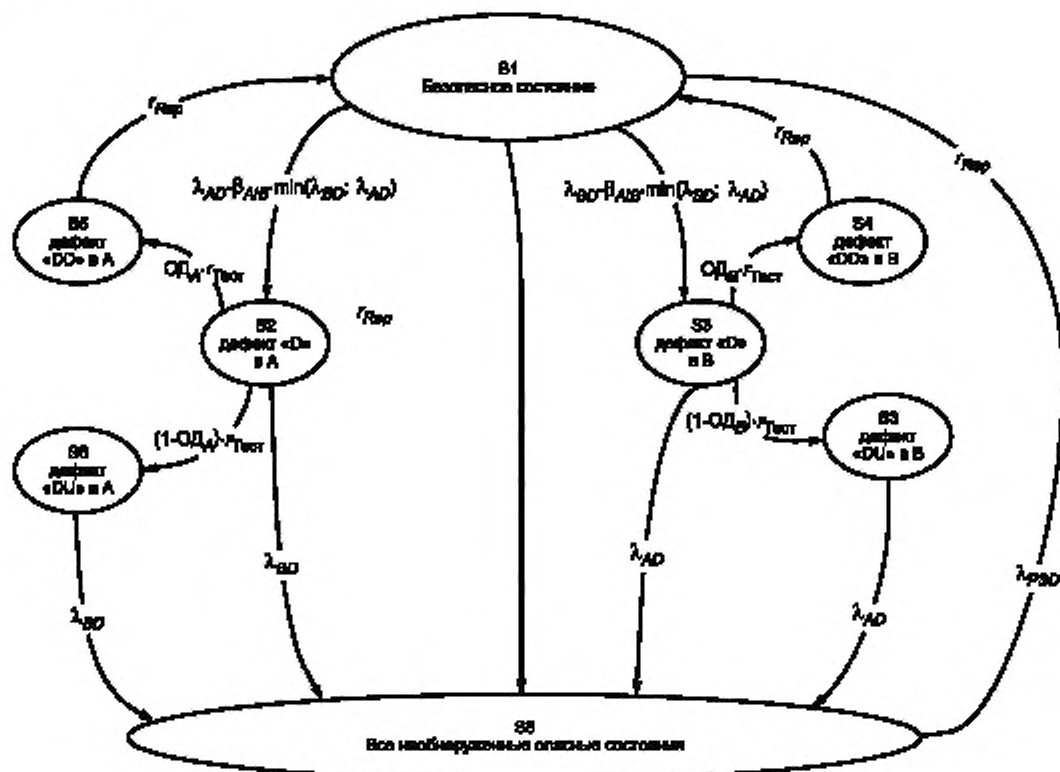 S1
Безопасное состояние
r_Rep
r_Rep
r_Rep
λ_AD-β_AIB·min(λ_BD; λ_AD)
λ_BD-β_AIB·min(λ_BD; λ_AD)
S5
дефект
«DD» в A
S4
дефект
«DD» в B
ОД_A·r_Тест
ОД_B·r_Тест
S2
дефект «D»
в A
r_Rep
S3
дефект «D»
в B
(1-ОД_A)·r_Тест
(1-ОД_B)·r_Тест
S6
дефект
«DU» в A
S3
дефект
«DU» в B
λ_BD
λ_AD
λ_PSD
λ_BD
λ_AD
S8
Все необнаруженные опасные состояния